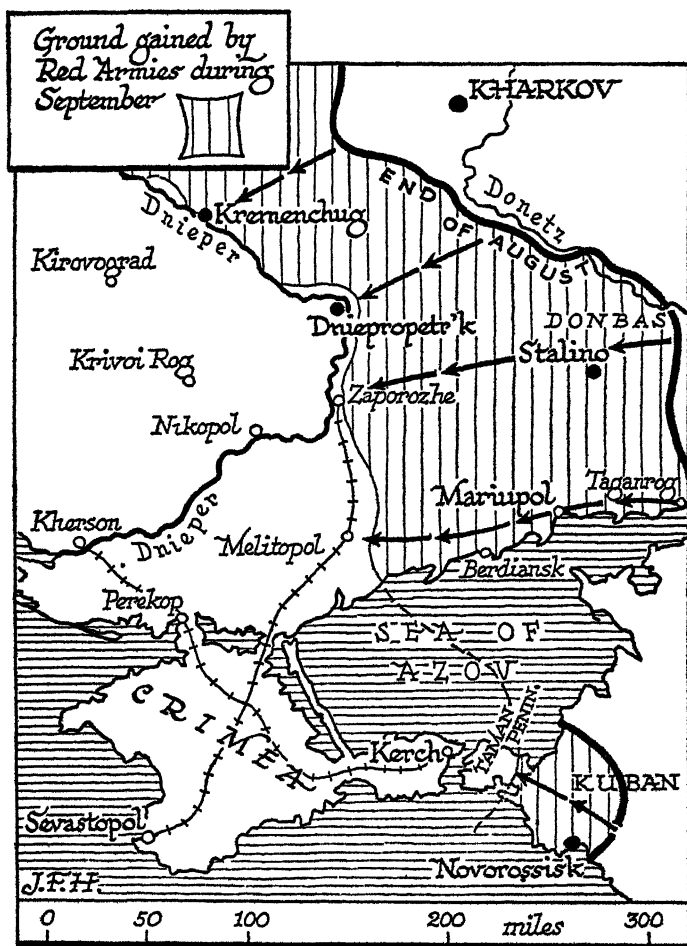 Ground gained by
Red Armies during
September
KHARKOV
END OF AUGUST
Donetz
Dnieper
Kremenchug
Kirovograd
DONBAS
Dniepropetr'k
Stalino
Krivoi Rog
Zaporozhe
Nikopol
Mariupol
Taganrog
Kherson
Dnieper
Melitopol
Berdiansk
Perekop
SEA OF
AZOV
CRIMEA
TAMAN
PENIN.
Kerch
KUBAN
Sevastopol
Novorossisk
J.F.H.
0 50 100 200 miles 300